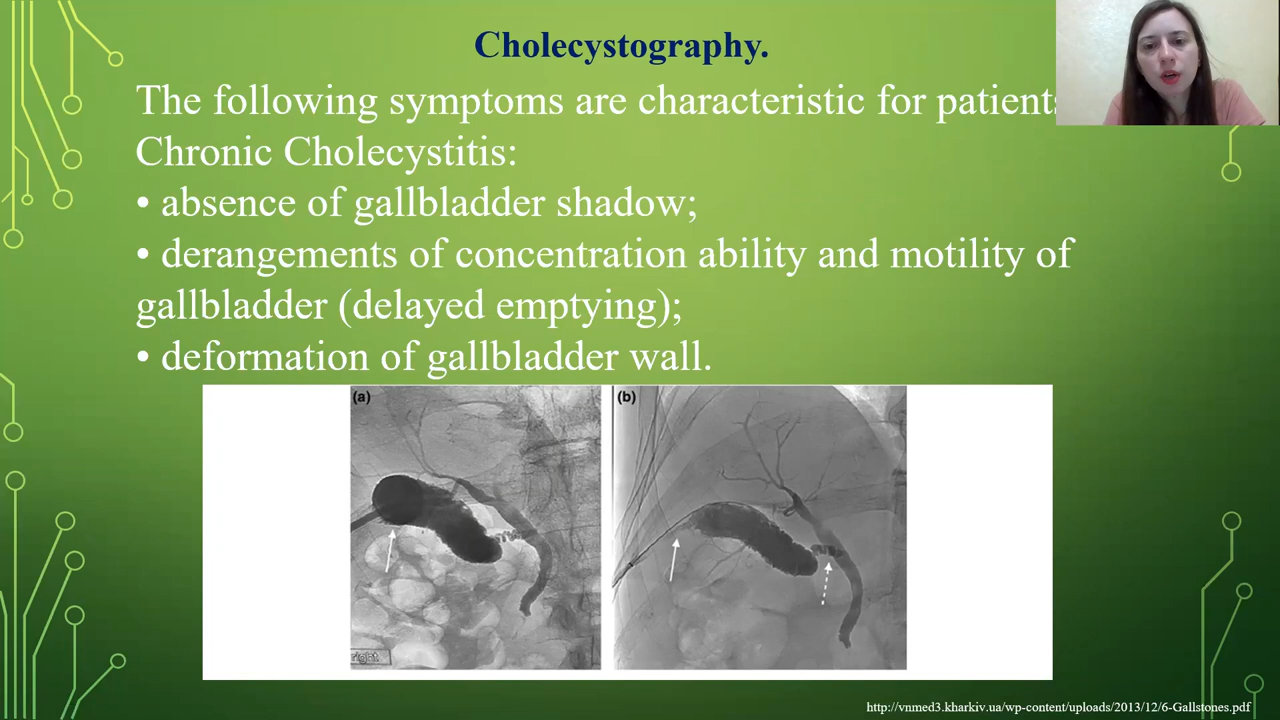 Cholecystography.
The following symptoms are characteristic for patients
Chronic Cholecystitis:
• absence of gallbladder shadow;
• derangements of concentration ability and motility of
gallbladder (delayed emptying);
• deformation of gallbladder wall.
(a) (b)
right
http://vnmed3.kharkiv.ua/wp-content/uploads/2013/12/6-Gallstones.pdf